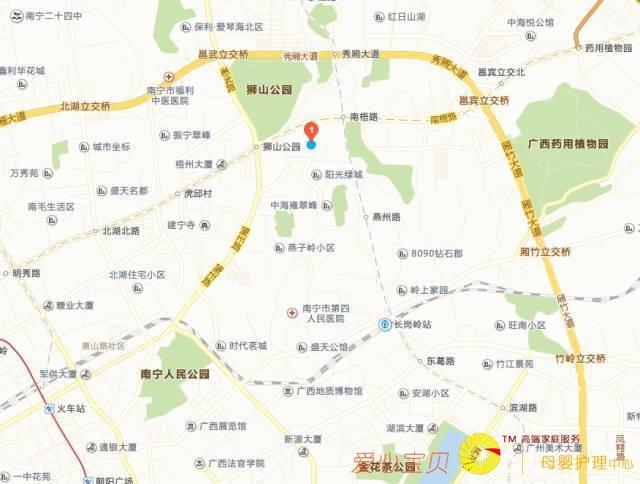 南宁二十四中
保利·爱琴海北区
红日山湖
中海悦公馆
邕武立交桥
秀厢大道
秀厢大道
秀厢大道
药用植物园
鑫利华花城
南宁市福利
中医医院
狮山公园
邕宾立交北
北湖立交桥
邕宾立交桥
南梧路
南梧路
1
振宁翠峰
城市坐标
狮山公园
广西药用植物园
梧州大厦
阳光绿城
万秀苑
盛天名都
虎邱村
中海雍翠峰
燕州路
南毛生活区
建宁寺
北湖北路
燕子岭小区
8090钻石郡
厢竹立交桥
明秀路
北湖住宅小区
岭上家园
糖业大厦
南宁市第四
人民医院
长岗岭站
旺南小区
唐山路社区
时代茗城
盛天公馆
东葛路
竹江景苑
竹岭立交桥
军供大厦
南宁人民公园
广西地质博物馆
安湖小区
火车站
滨湖路
广西展览馆
湖滨大厦
通银大厦
新源大厦
TM 高端家庭服务
广州美术大厦
凤翔路
一中花苑
朝阳广场
广西法官学院
爱心宝贝
金花茶公园
母婴护理中心